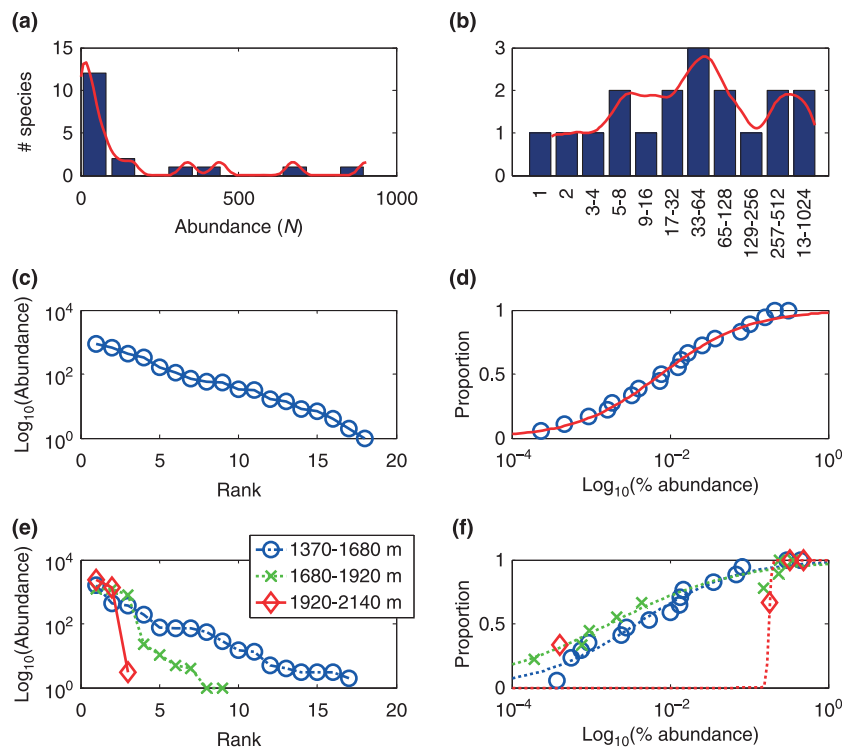 (a)
# species
15
10
5
0
0
500
1000
Abundance (N)
(b)
3
2
1
0
1
2
3-4
5-8
9-16
17-32
33-64
65-128
129-256
257-512
13-1024
(c)
Log10(Abundance)
10^4
10^2
10^0
0
5
10
15
20
Rank
(d)
Proportion
1
0.5
0
10^−4
10^−2
10^0
Log10(% abundance)
(e)
Log10(Abundance)
10^4
10^2
10^0
0
5
10
15
20
Rank
1370-1680 m
1680-1920 m
1920-2140 m
(f)
Proportion
1
0.5
0
10^−4
10^−2
10^0
Log10(% abundance)